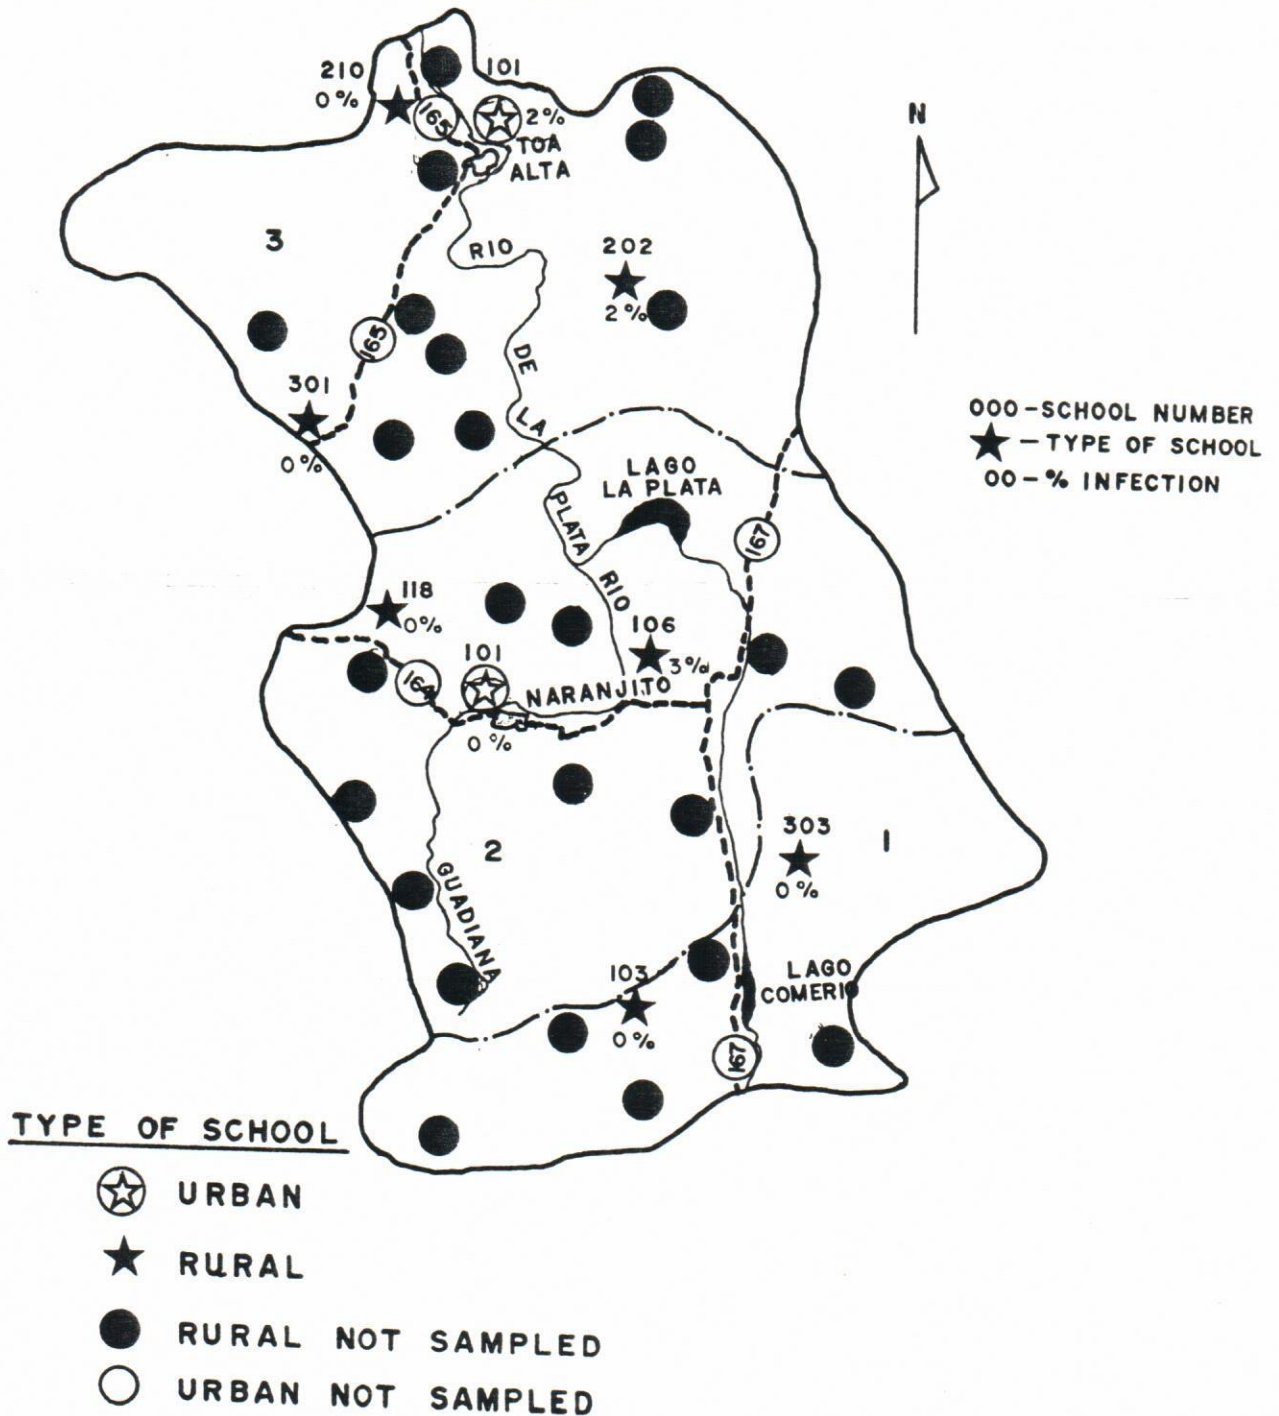 210
0%
101
2%
165
TOA
ALTA
N
3
RIO
202
2%
165
DE
LA
301
0%
000-SCHOOL NUMBER
★-TYPE OF SCHOOL
00-% INFECTION
LAGO
LA PLATA
PLATA
167
RIO
118
0%
106
3%
101
164
NARANJITO
0%
2
303
1
0%
GUADIANA
103
0%
LAGO
COMERIO
167
TYPE OF SCHOOL
URBAN
RURAL
RURAL NOT SAMPLED
URBAN NOT SAMPLED